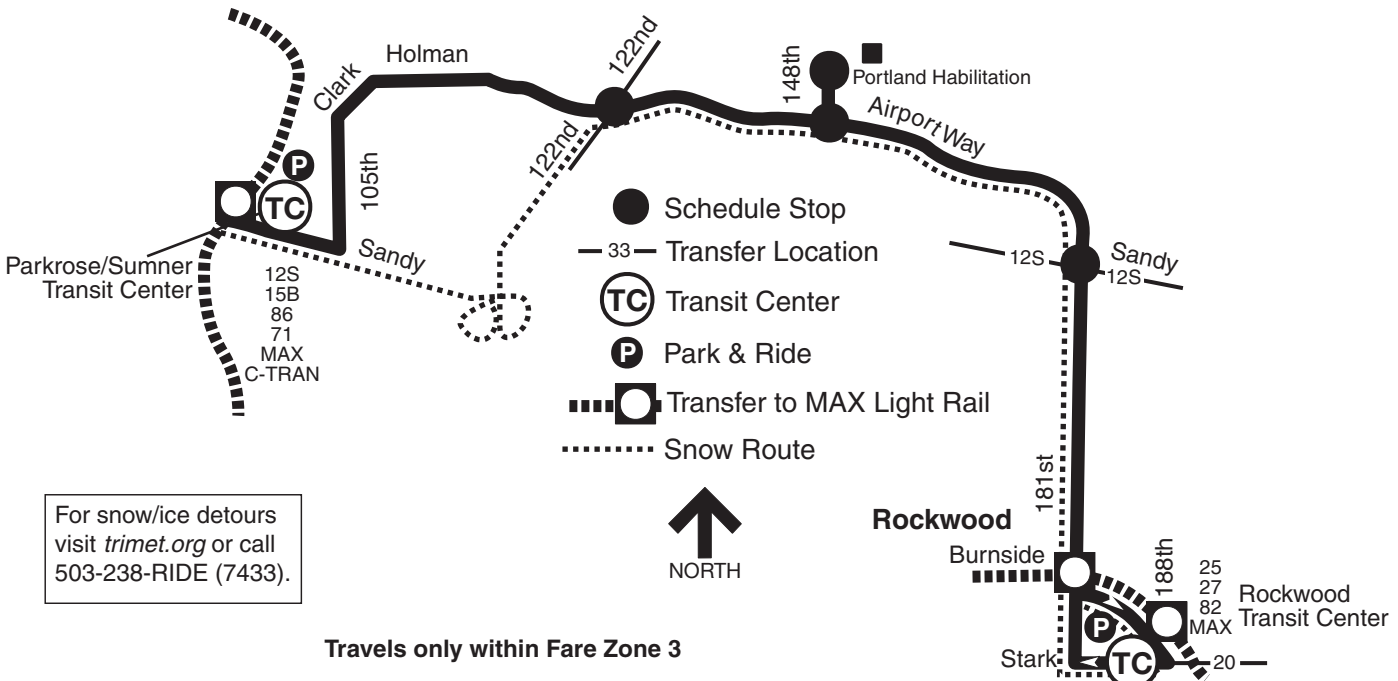 Holman
Clark
105th
122nd
122nd
148th
Portland Habilitation
Airport Way
P
TC
Sandy
Parkrose/Sumner
Transit Center
12S
15B
86
71
MAX
C-TRAN
Schedule Stop
33 Transfer Location
TC Transit Center
P Park & Ride
Transfer to MAX Light Rail
Snow Route
NORTH
12S
Sandy
12S
181st
Rockwood
Burnside
188th
25
27
82
MAX
Rockwood
Transit Center
P
Stark
TC
20
For snow/ice detours
visit trimet.org or call
503-238-RIDE (7433).
Travels only within Fare Zone 3